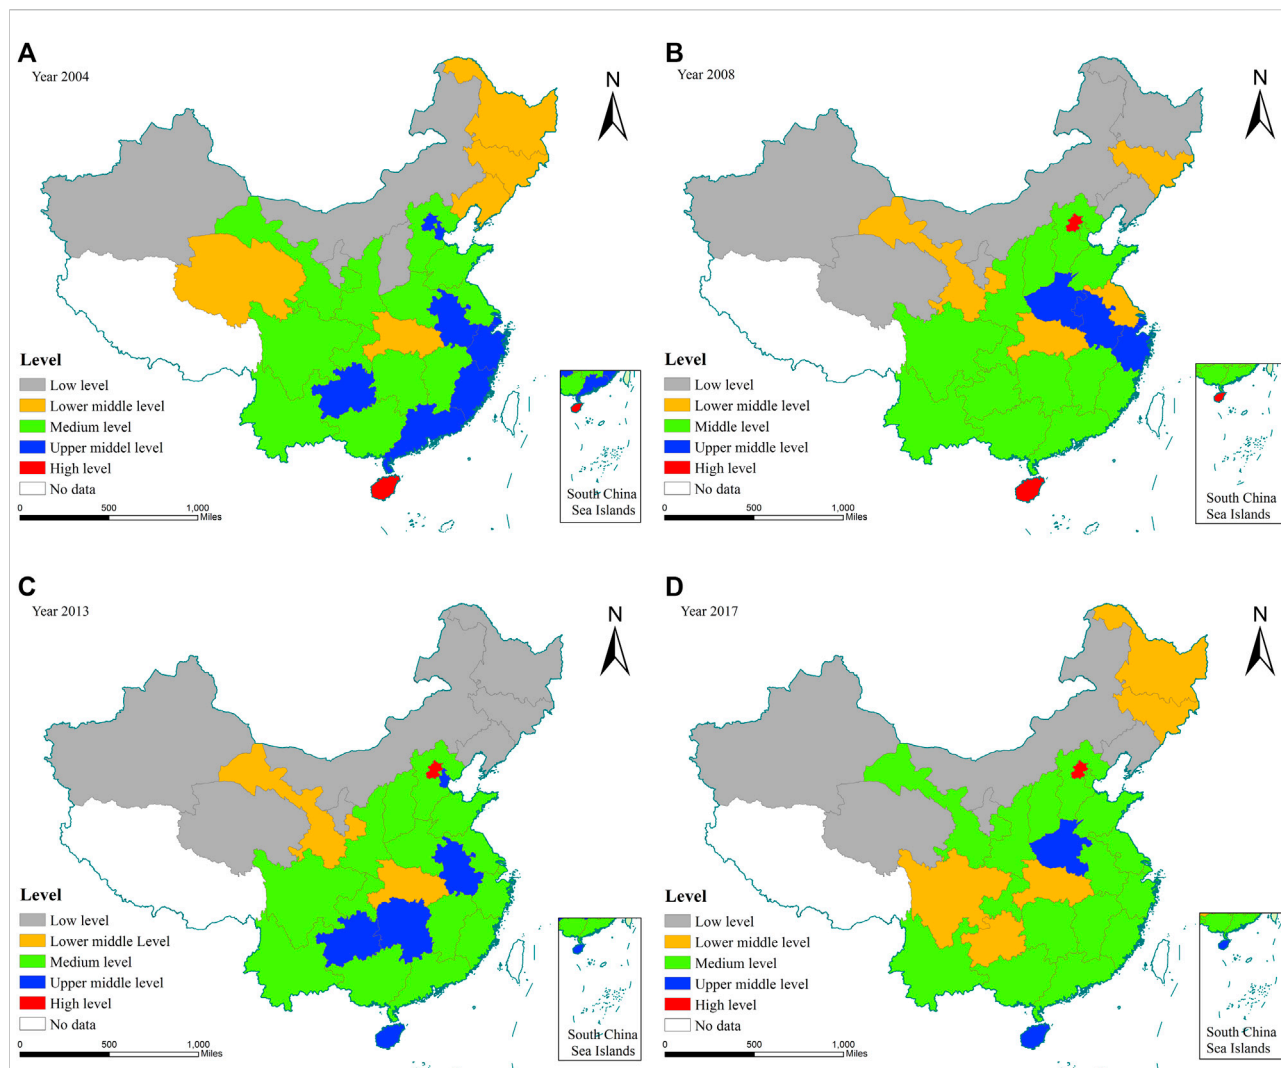 A
Year 2004
N
Level
Low level
Lower middle level
Medium level
Upper middel level
High level
No data
0 500 1,000
Miles
South China
Sea Islands
B
Year 2008
N
Level
Low level
Lower middle level
Middle level
Upper middle level
High level
No data
0 500 1,000
Miles
South China
Sea Islands
C
Year 2013
N
Level
Low level
Lower middle Level
Medium level
Upper middle level
High level
No data
0 500 1,000
Miles
South China
Sea Islands
D
Year 2017
N
Level
Low level
Lower middle level
Medium level
Upper middle level
High level
No data
0 500 1,000
Miles
South China
Sea Islands